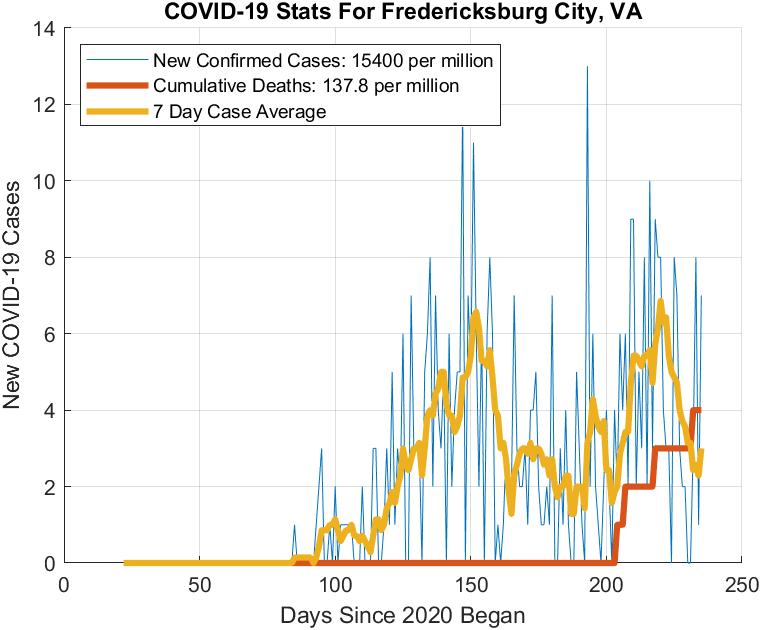 COVID-19 Stats For Fredericksburg City, VA
New Confirmed Cases: 15400 per million
Cumulative Deaths: 137.8 per million
7 Day Case Average
New COVID-19 Cases
14
12
10
8
6
4
2
0
0 50 100 150 200 250
Days Since 2020 Began